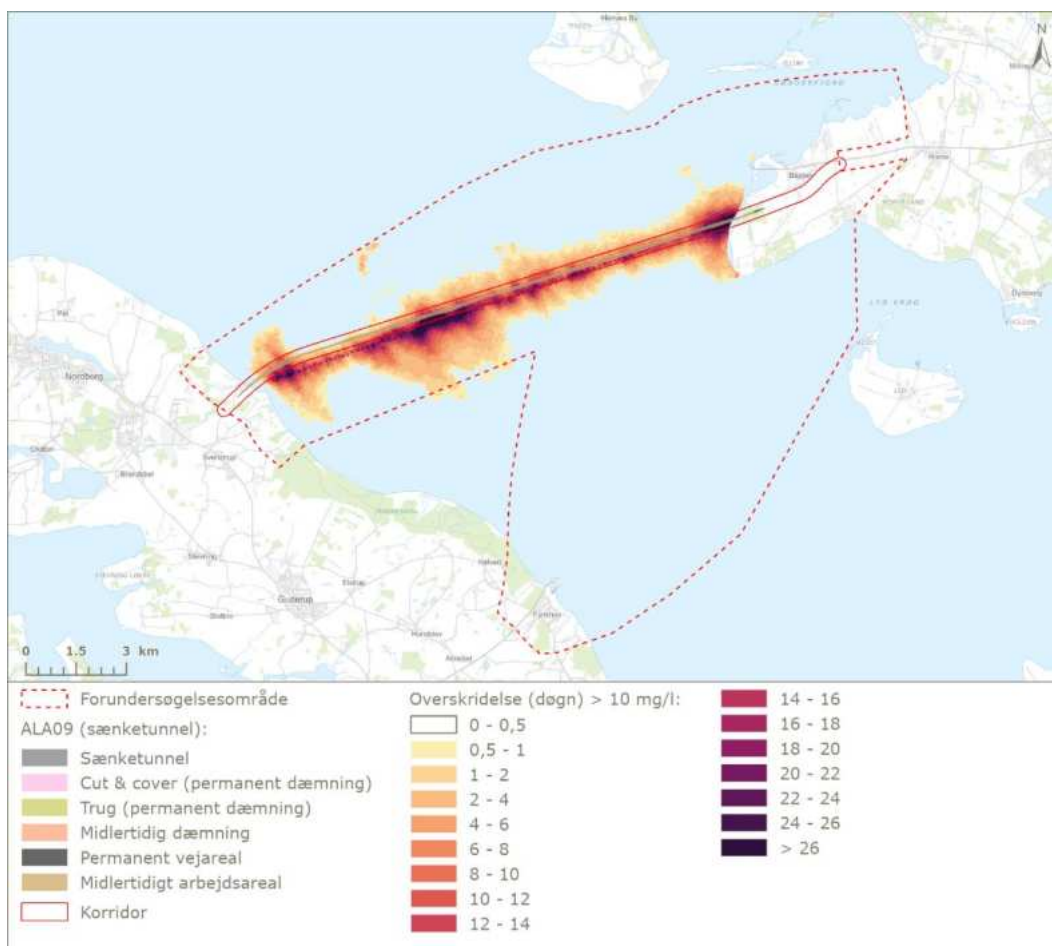 N
Nordborg
Svenstrup
Guderup
Fynshav
0 1.5 3 km
Forundersøgelsesområde
ALA09 (sænketunnel):
Sænketunnel
Cut & cover (permanent dæmning)
Trug (permanent dæmning)
Midlertidig dæmning
Permanent vejareal
Midlertidigt arbejdsareal
Korridor
Overskridelse (døgn) > 10 mg/l:
0 - 0,5
0,5 - 1
1 - 2
2 - 4
4 - 6
6 - 8
8 - 10
10 - 12
12 - 14
14 - 16
16 - 18
18 - 20
20 - 22
22 - 24
24 - 26
> 26